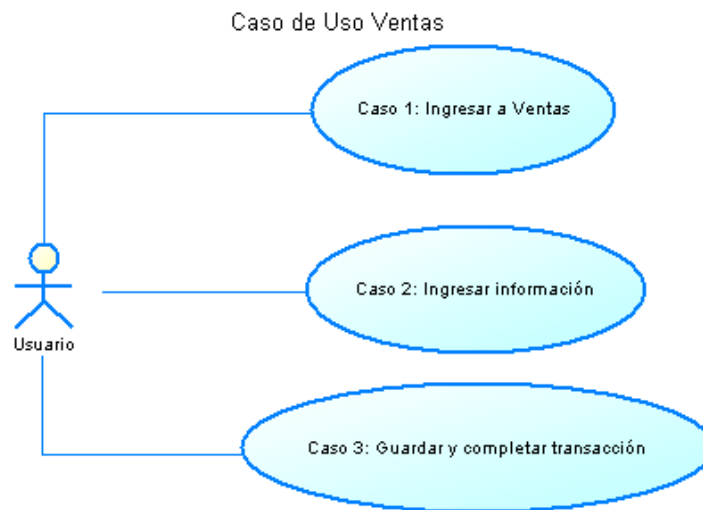 Caso de Uso Ventas
Caso 1: Ingresar a Ventas
Caso 2: Ingresar información
Usuario
Caso 3: Guardar y completar transacción